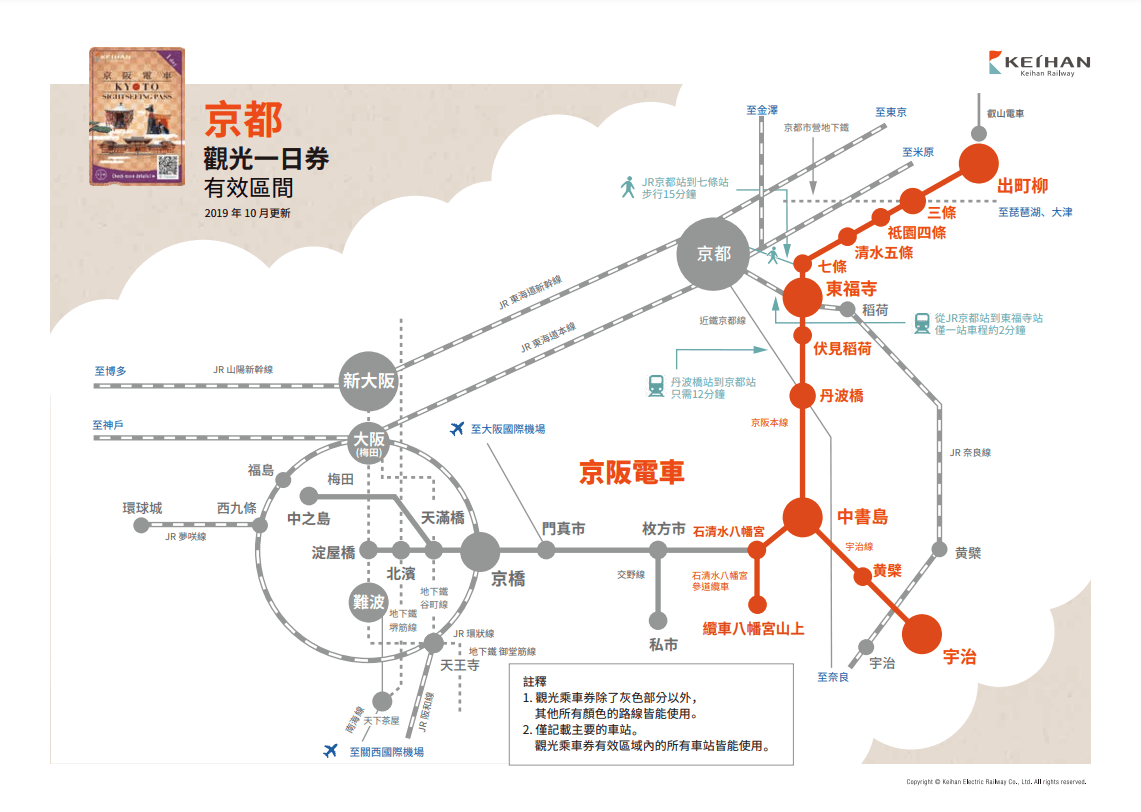 KEIHAN
1 day
京阪電車
KYOTO
SIGHTSEEING PASS
Check more details!
KEIHAN
Keihan Railway
京都
觀光一日券
有效區間
2019 年 10 月更新
至金澤
至東京
京都市營地下鐵
至米原
叡山電車
出町柳
JR京都站到七條站
步行15分鐘
三條
至琵琶湖、大津
祇園四條
清水五條
京都
七條
東福寺
稻荷
JR 東海道新幹線
近鐵京都線
從JR京都站到東福寺站
僅一站車程約2分鐘
JR 東海道本線
伏見稻荷
至博多
JR 山陽新幹線
新大阪
丹波橋站到京都站
只需12分鐘
丹波橋
京阪本線
至神戶
大阪
(梅田)
至大阪國際機場
JR 奈良線
京阪電車
福島
梅田
環球城
西九條
中之島
天滿橋
中書島
JR 夢咲線
門真市
枚方市
石清水八幡宮
宇治線
淀屋橋
北濱
京橋
黄檗
黄檗
交野線
石清水八幡宮
參道纜車
難波
地下鐵
谷町線
地下鐵
堺筋線
纜車八幡宮山上
私市
JR 環狀線
地下鐵 御堂筋線
天王寺
宇治
宇治
至奈良
南海線
天下茶屋
JR 阪和線
至關西國際機場
註釋
1. 觀光乘車券除了灰色部分以外，
其他所有顏色的路線皆能使用。
2. 僅記載主要的車站。
觀光乘車券有效區域內的所有車站皆能使用。
Copyright © Keihan Electric Railway Co., Ltd. All rights reserved.